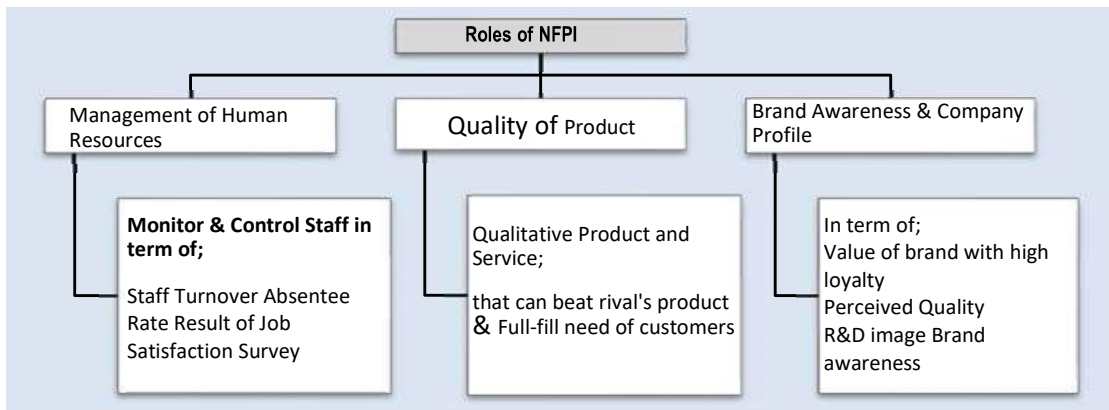 Roles of NFPI
Management of Human
Resources
Quality of Product
Brand Awareness & Company
Profile
Monitor & Control Staff in
term of;
Staff Turnover Absentee
Rate Result of Job
Satisfaction Survey
Qualitative Product and
Service;
that can beat rival's product
& Full-fill need of customers
In term of;
Value of brand with high
loyalty
Perceived Quality
R&D image Brand
awareness